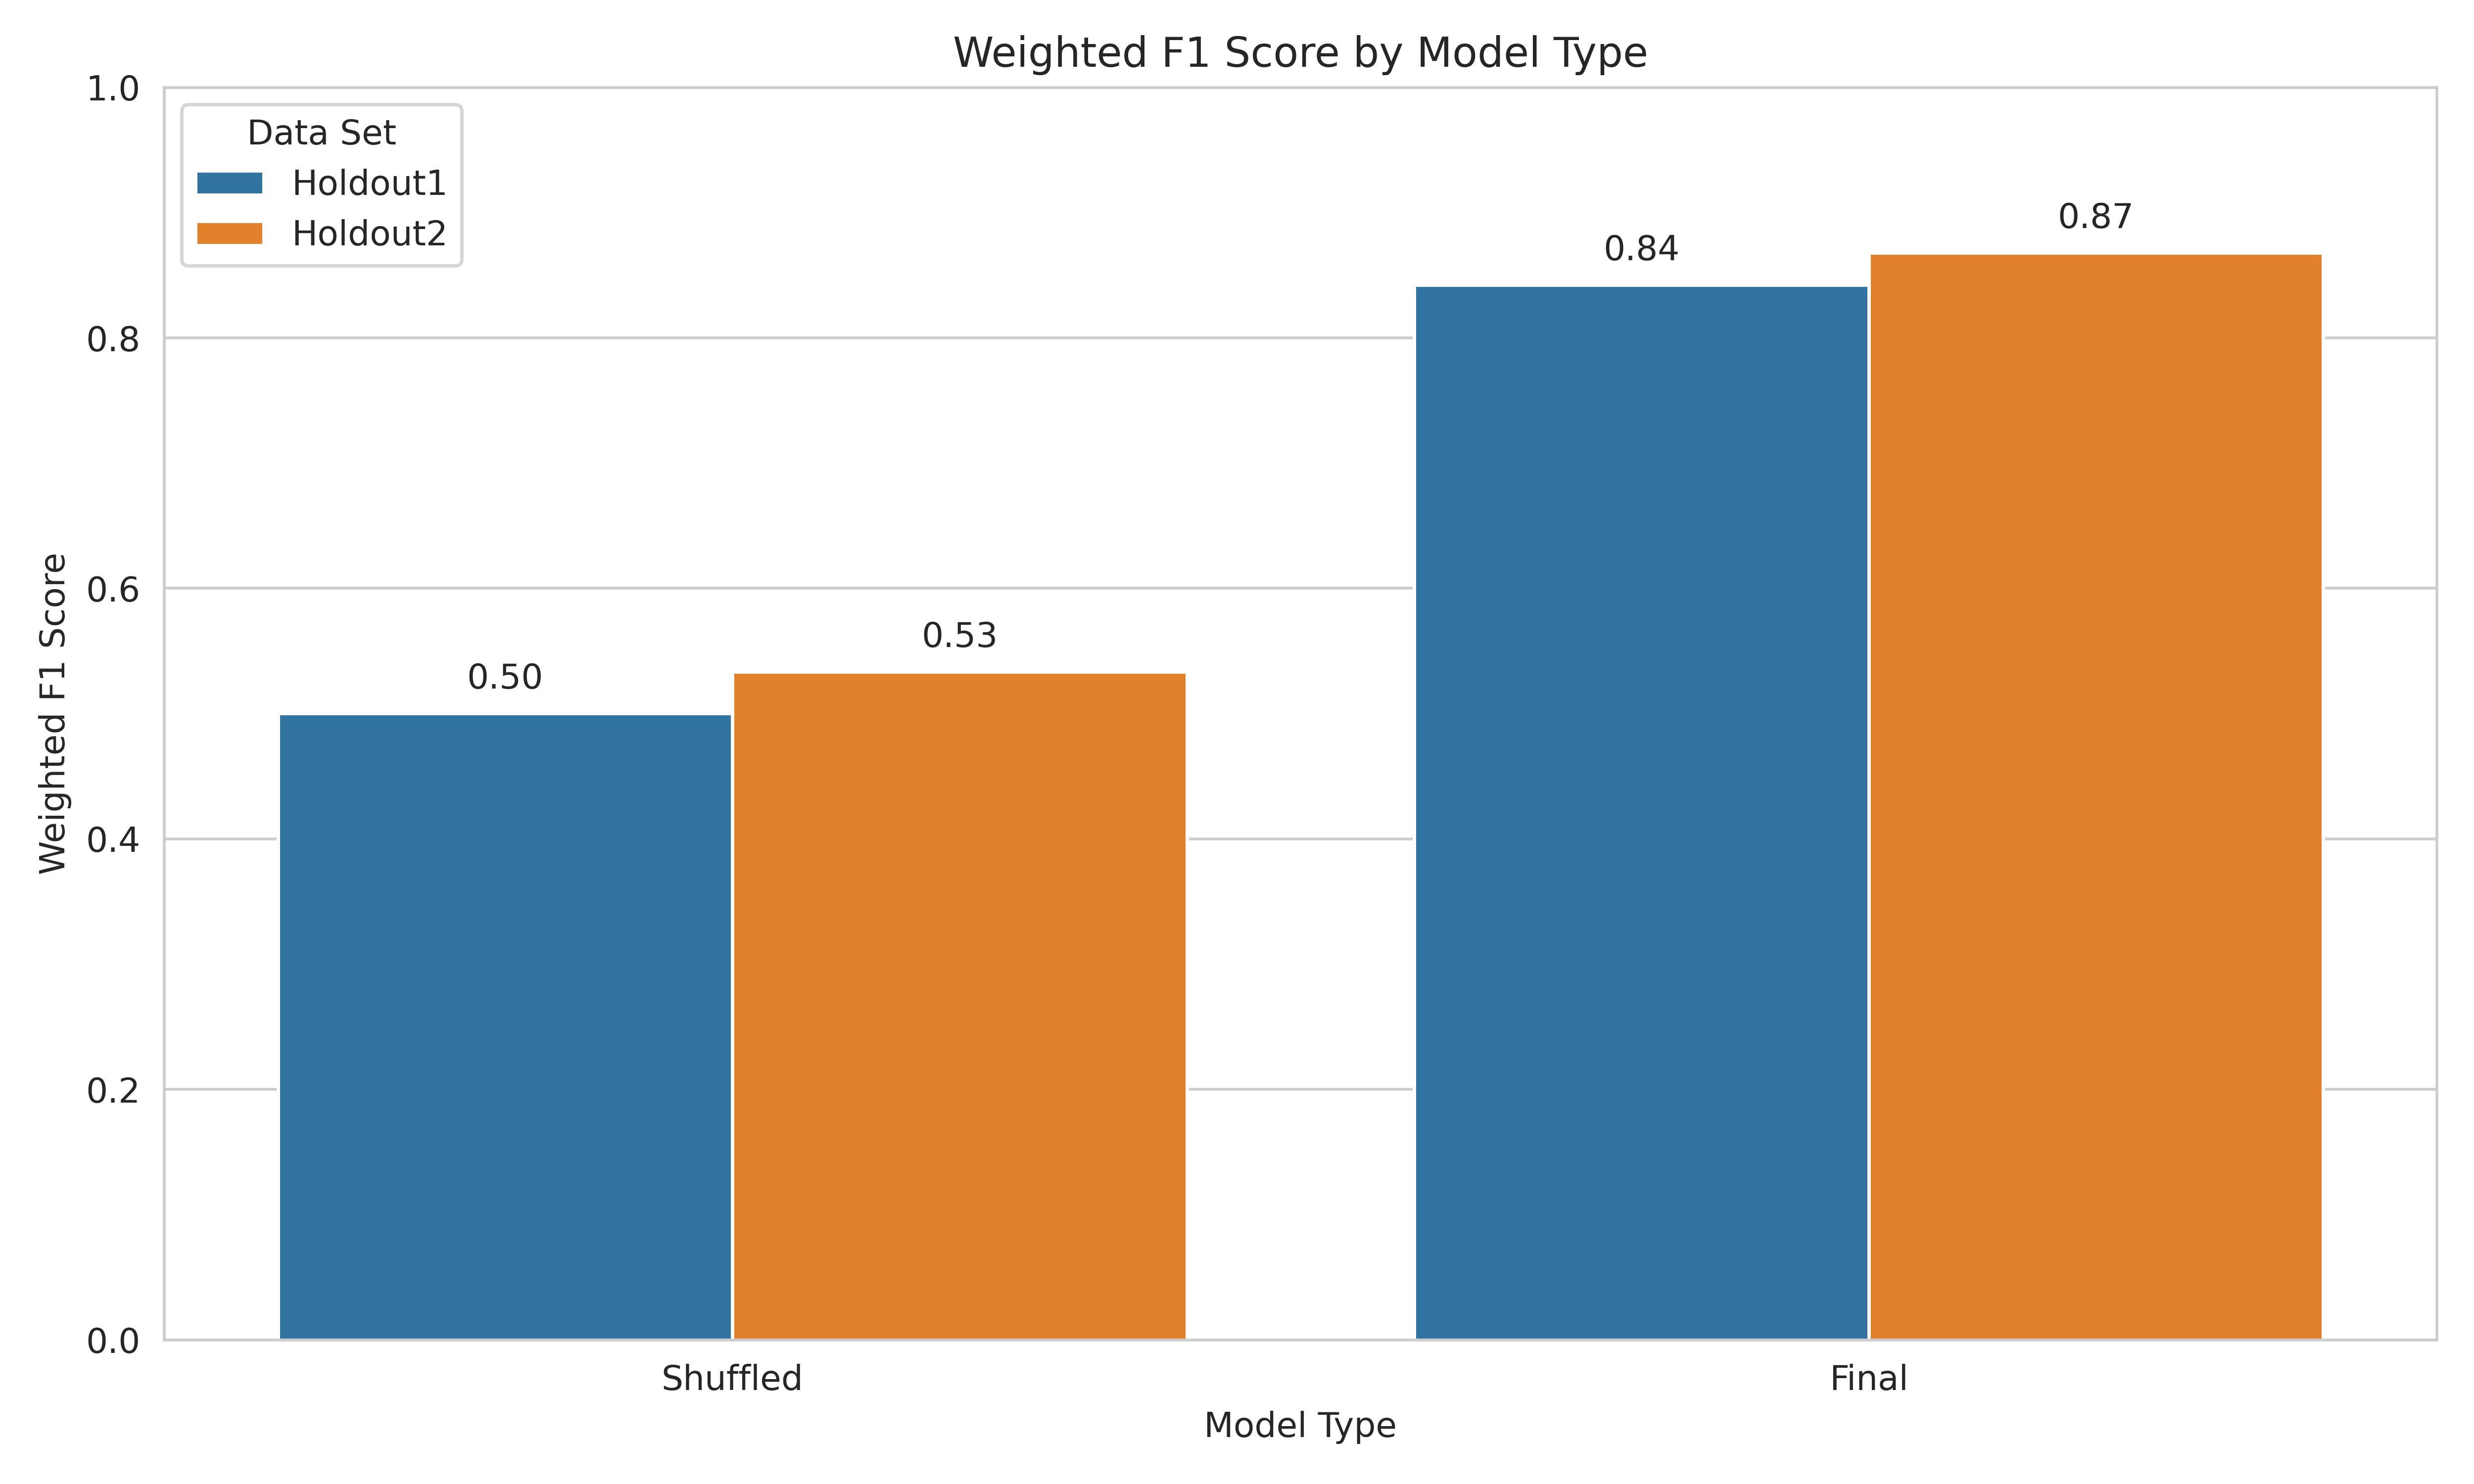 Weighted F1 Score by Model Type
Data Set
Holdout1
Holdout2
Weighted F1 Score
1.0
0.8
0.6
0.4
0.2
0.0
0.50
0.53
0.84
0.87
Shuffled
Final
Model Type